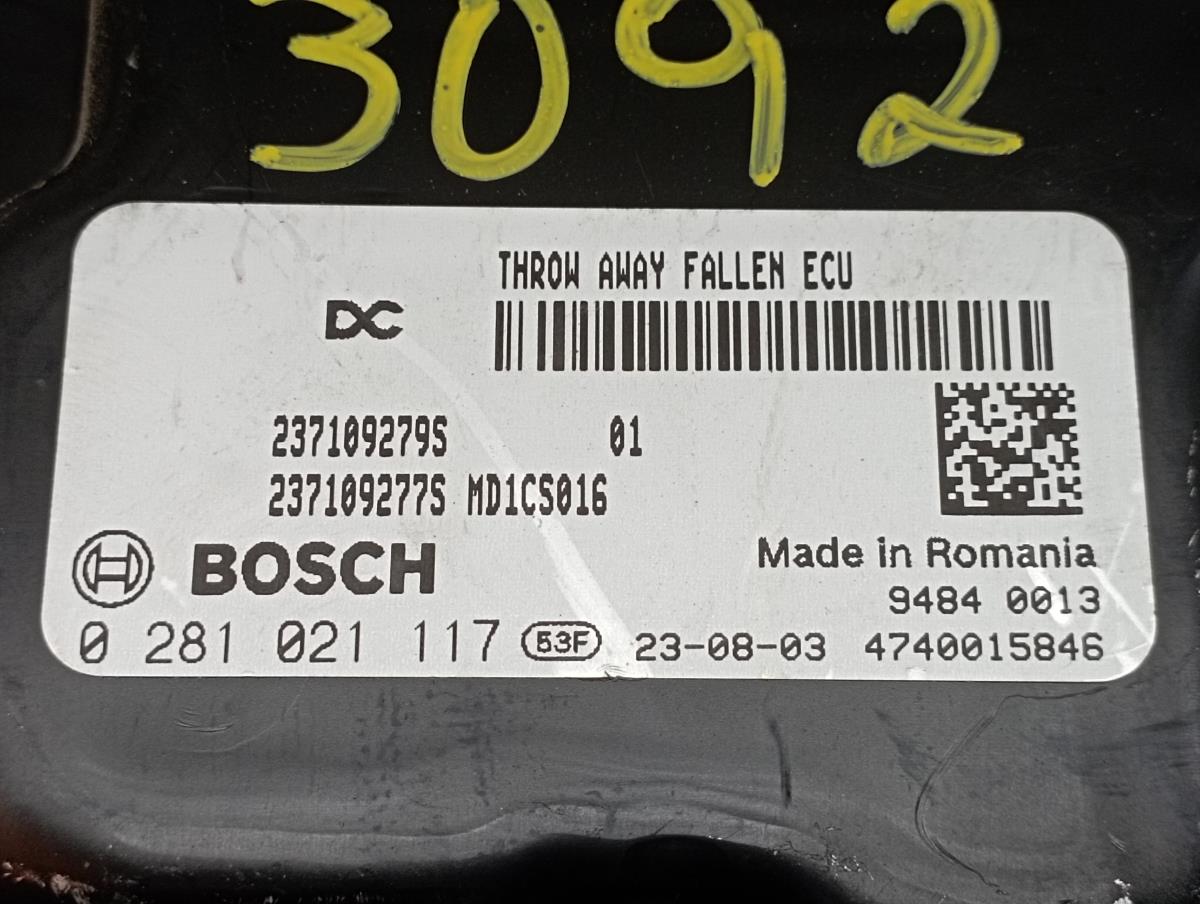 3092
THROW AWAY FALLEN ECU
DC
237109279S 01
237109277S MD1CS016
BOSCH
Made in Romania
9484 0013
0 281 021 117 53F 23-08-03 4740015846